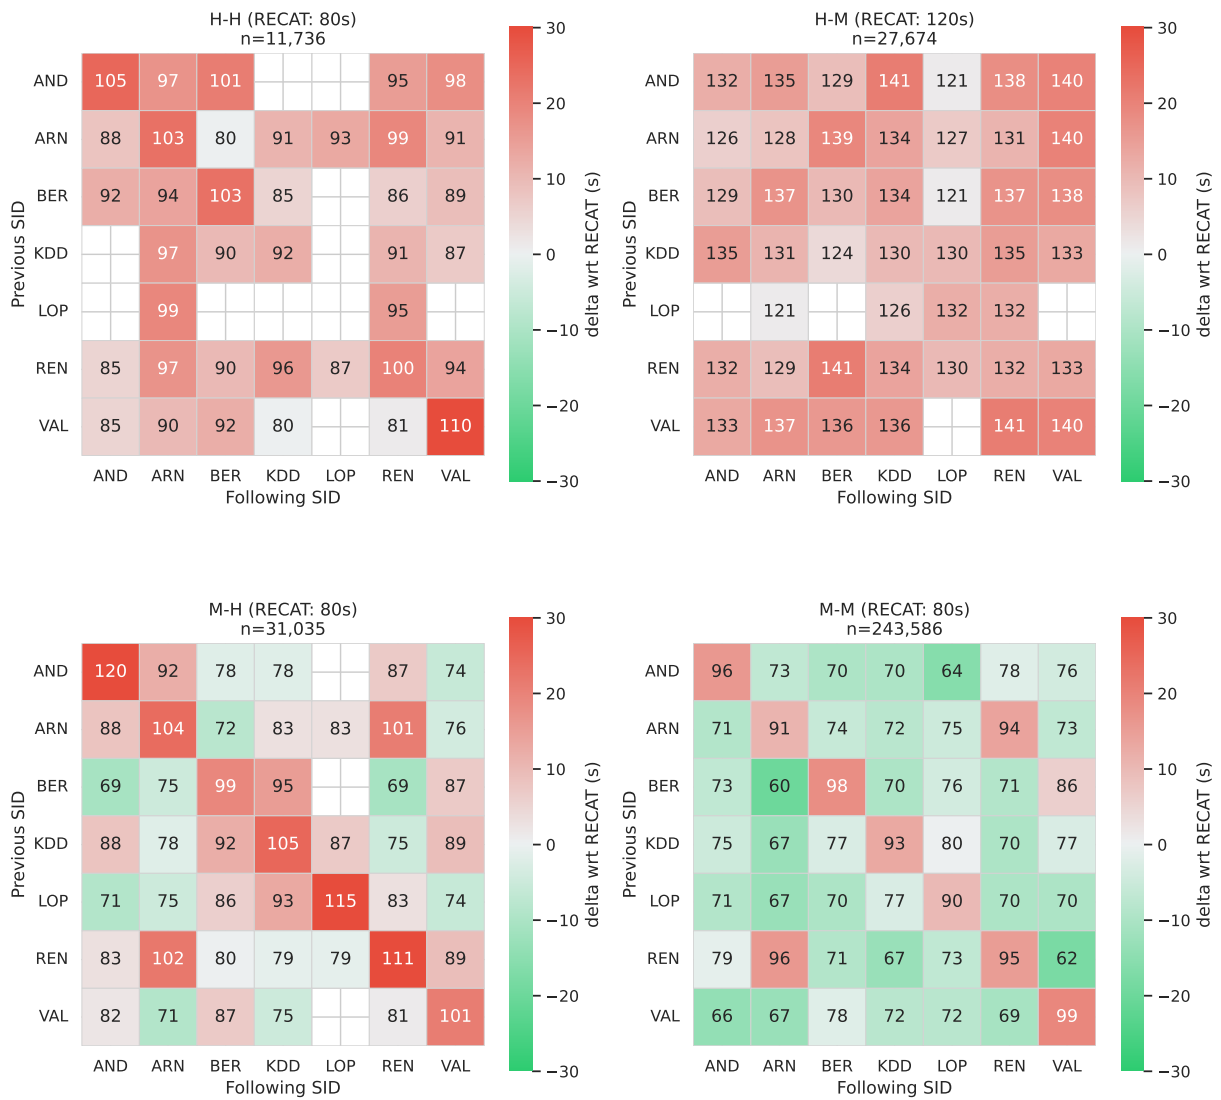 H-H (RECAT: 80s)
n=11,736
AND 105 97 101 95 98
ARN 88 103 80 91 93 99 91
BER 92 94 103 85 86 89
KDD 97 90 92 91 87
LOP 99 95
REN 85 97 90 96 87 100 94
VAL 85 90 92 80 81 110
AND ARN BER KDD LOP REN VAL
Following SID
Previous SID
30
20
10
0
−10
−20
−30
delta wrt RECAT (s)
H-M (RECAT: 120s)
n=27,674
AND 132 135 129 141 121 138 140
ARN 126 128 139 134 127 131 140
BER 129 137 130 134 121 137 138
KDD 135 131 124 130 130 135 133
LOP 121 126 132 132
REN 132 129 141 134 130 132 133
VAL 133 137 136 136 141 140
AND ARN BER KDD LOP REN VAL
Following SID
Previous SID
30
20
10
0
−10
−20
−30
delta wrt RECAT (s)
M-H (RECAT: 80s)
n=31,035
AND 120 92 78 78 87 74
ARN 88 104 72 83 83 101 76
BER 69 75 99 95 69 87
KDD 88 78 92 105 87 75 89
LOP 71 75 86 93 115 83 74
REN 83 102 80 79 79 111 89
VAL 82 71 87 75 81 101
AND ARN BER KDD LOP REN VAL
Following SID
Previous SID
30
20
10
0
−10
−20
−30
delta wrt RECAT (s)
M-M (RECAT: 80s)
n=243,586
AND 96 73 70 70 64 78 76
ARN 71 91 74 72 75 94 73
BER 73 60 98 70 76 71 86
KDD 75 67 77 93 80 70 77
LOP 71 67 70 77 90 70 70
REN 79 96 71 67 73 95 62
VAL 66 67 78 72 72 69 99
AND ARN BER KDD LOP REN VAL
Following SID
Previous SID
30
20
10
0
−10
−20
−30
delta wrt RECAT (s)